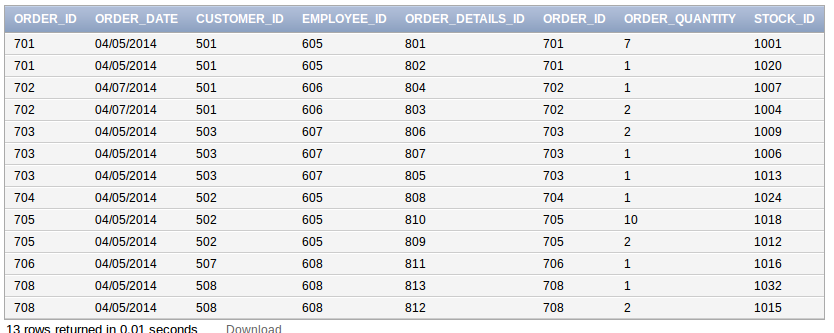 ORDER_ID ORDER_DATE CUSTOMER_ID EMPLOYEE_ID ORDER_DETAILS_ID ORDER_ID ORDER_QUANTITY STOCK_ID
701 04/05/2014 501 605 801 701 7 1001
701 04/05/2014 501 605 802 701 1 1020
702 04/07/2014 501 606 804 702 1 1007
702 04/07/2014 501 606 803 702 2 1004
703 04/05/2014 503 607 806 703 2 1009
703 04/05/2014 503 607 807 703 1 1006
703 04/05/2014 503 607 805 703 1 1013
704 04/05/2014 502 605 808 704 1 1024
705 04/05/2014 502 605 810 705 10 1018
705 04/05/2014 502 605 809 705 2 1012
706 04/05/2014 507 608 811 706 1 1016
708 04/05/2014 508 608 813 708 1 1032
708 04/05/2014 508 608 812 708 2 1015
13 rows returned in 0.01 seconds Download